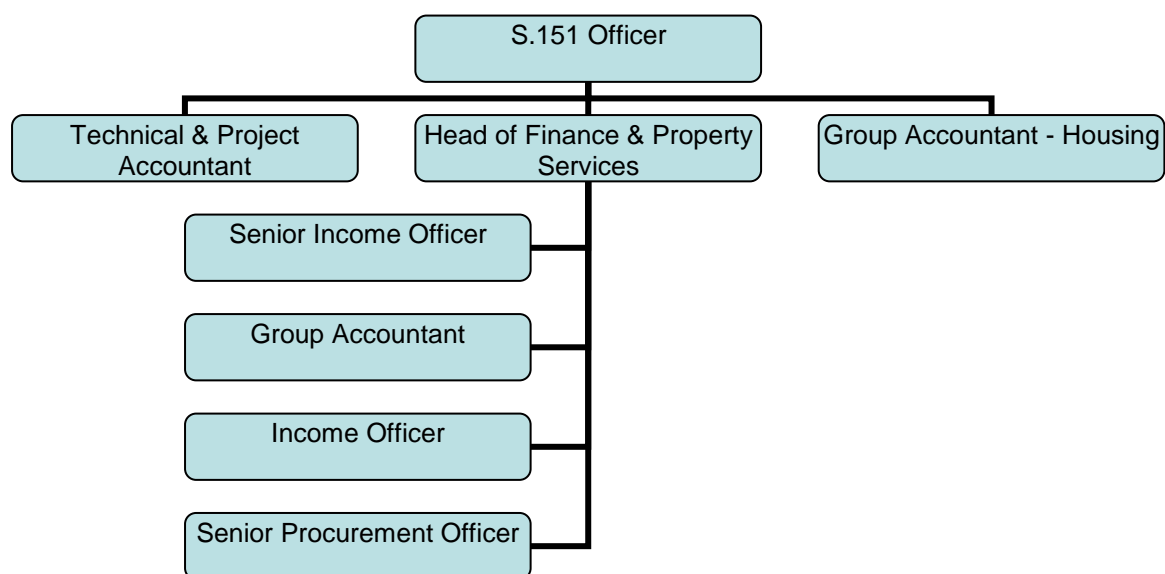 S.151 Officer
Technical & Project
Accountant
Head of Finance & Property
Services
Group Accountant - Housing
Senior Income Officer
Group Accountant
Income Officer
Senior Procurement Officer